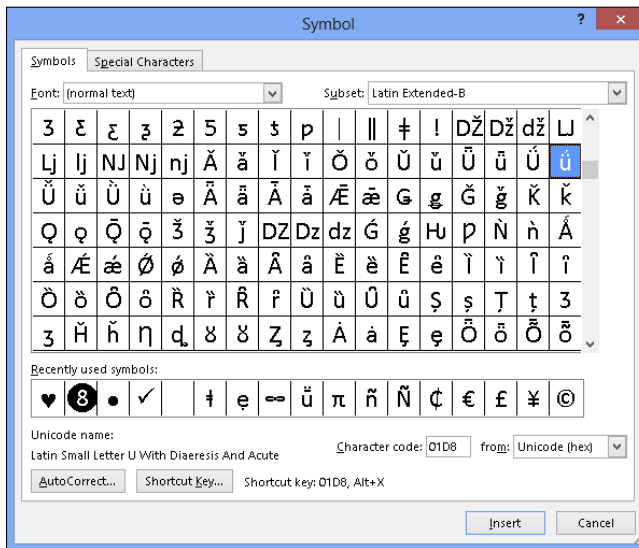 Symbol ? ×
Symbols Special Characters
Font: (normal text) Subset: Latin Extended-B
Ʒ Ƹ ƹ ƺ ƻ Ƽ ƽ ƾ ƿ ǀ ǁ ǂ ǃ Ǆ ǅ ǆ Ǉ
ǈ ǉ Ǌ ǋ ǌ Ǎ ǎ Ǐ ǐ Ǒ ǒ Ǔ ǔ Ǖ ǖ Ǘ ǘ
Ǚ ǚ Ǜ ǜ ǝ Ǟ ǟ Ǡ ǡ Ǣ ǣ Ǥ ǥ Ǧ ǧ Ǩ ǩ
Ǫ ǫ Ǭ ǭ Ǯ ǯ ǰ Ǳ ǲ ǳ Ǵ ǵ Ƕ Ƿ Ǹ ǹ Ǻ
ǻ Ǽ ǽ Ǿ ǿ Ȁ ȁ Ȃ ȃ Ȅ ȅ Ȇ ȇ Ȉ ȉ Ȋ ȋ
Ȍ ȍ Ȏ ȏ Ȑ ȑ Ȓ ȓ Ȕ ȕ Ȗ ȗ Ș ș Ț ț Ȝ
ȝ Ȟ ȟ Ƞ ȡ Ȣ ȣ Ȥ ȥ Ȧ ȧ Ȩ ȩ Ȫ ȫ Ȭ ȭ
Recently used symbols:
♥ ❽ ● ✓ ǂ ẹ ǚ π ñ Ñ ₵ € £ ¥ ©
Unicode name:
Latin Small Letter U With Diaeresis And Acute
Character code: 01D8 from: Unicode (hex)
AutoCorrect... Shortcut Key... Shortcut key: 01D8, Alt+X
Insert Cancel